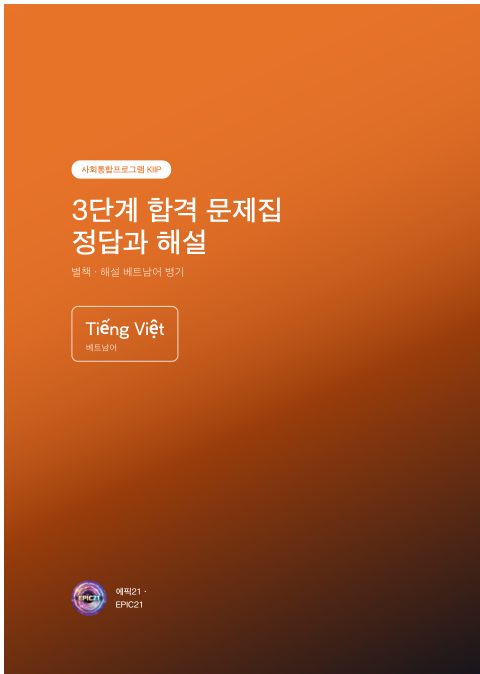 사회통합프로그램 KIIP
3단계 합격 문제집
정답과 해설
별책 · 해설 베트남어 병기
Tiếng Việt
베트남어
EPIC21
에픽21 ·
EPIC21